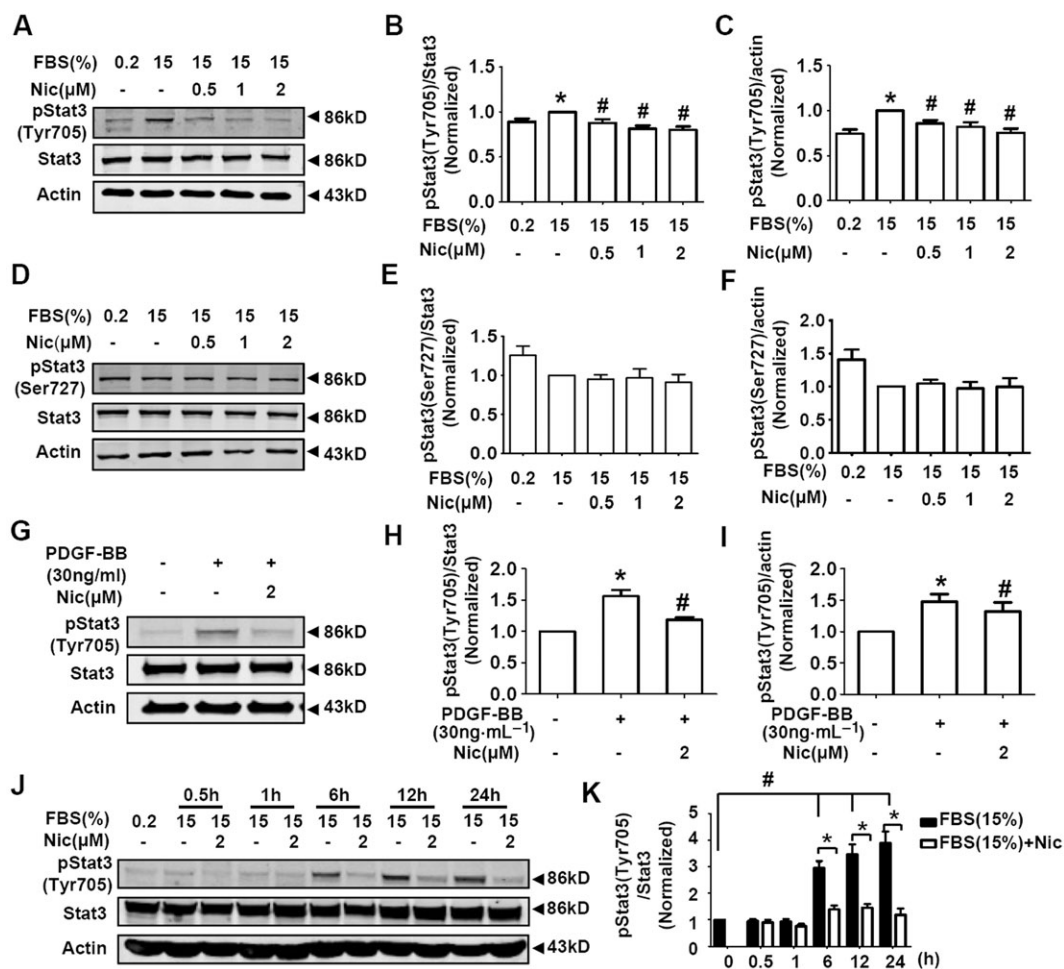 A
FBS(%) 0.2 15 15 15 15
Nic(µM) - - 0.5 1 2
pStat3
(Tyr705)
86kD
Stat3
86kD
Actin
43kD
B
pStat3(Tyr705)/Stat3
(Normalized)
1.5
1.0
0.5
0.0
* # # #
FBS(%) 0.2 15 15 15 15
Nic(µM) - - 0.5 1 2
C
pStat3(Tyr705)/actin
(Normalized)
1.5
1.0
0.5
0.0
* # # #
FBS(%) 0.2 15 15 15 15
Nic(µM) - - 0.5 1 2
D
FBS(%) 0.2 15 15 15 15
Nic(µM) - - 0.5 1 2
pStat3
(Ser727)
86kD
Stat3
86kD
Actin
43kD
E
pStat3(Ser727)/Stat3
(Normalized)
1.5
1.0
0.5
0.0
FBS(%) 0.2 15 15 15 15
Nic(µM) - - 0.5 1 2
F
pStat3(Ser727)/actin
(Normalized)
2.0
1.5
1.0
0.5
0.0
FBS(%) 0.2 15 15 15 15
Nic(µM) - - 0.5 1 2
G
PDGF-BB
(30ng/ml) - + +
Nic(µM) - - 2
pStat3
(Tyr705)
86kD
Stat3
86kD
Actin
43kD
H
pStat3(Tyr705)/Stat3
(Normalized)
2.0
1.5
1.0
0.5
0.0
* #
PDGF-BB - + +
(30ng·mL⁻¹)
Nic(µM) - - 2
I
pStat3(Tyr705)/actin
(Normalized)
2.0
1.5
1.0
0.5
0.0
* #
PDGF-BB - + +
(30ng·mL⁻¹)
Nic(µM) - - 2
J
0.5h 1h 6h 12h 24h
FBS(%) 0.2 15 15 15 15 15 15 15 15 15 15
Nic(µM) - - 2 - 2 - 2 - 2 - 2
pStat3
(Tyr705)
86kD
Stat3
86kD
Actin
43kD
K
pStat3(Tyr705)
/Stat3
(Normalized)
5
4
3
2
1
0
#
* * *
FBS(15%)
FBS(15%)+Nic
0 0.5 1 6 12 24 (h)